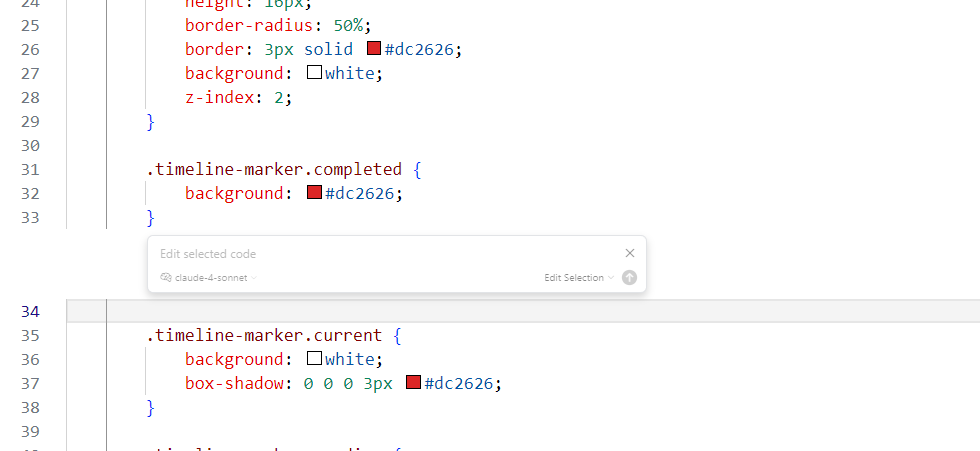 24 height: 16px;
25 border-radius: 50%;
26 border: 3px solid #dc2626;
27 background: white;
28 z-index: 2;
29 }
30
31 .timeline-marker.completed {
32 background: #dc2626;
33 }
Edit selected code
claude-4-sonnet
Edit Selection
34
35 .timeline-marker.current {
36 background: white;
37 box-shadow: 0 0 0 3px #dc2626;
38 }
39